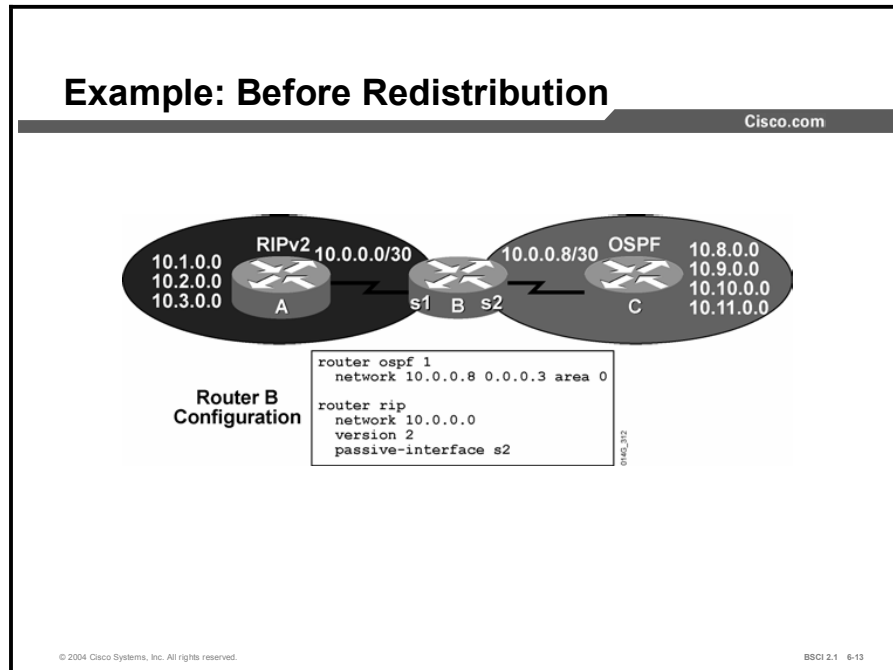 Example: Before Redistribution
Cisco.com
RIPv2
10.0.0.0/30
10.0.0.8/30
OSPF
10.1.0.0
10.2.0.0
10.3.0.0
A
s1
B
s2
C
10.8.0.0
10.9.0.0
10.10.0.0
10.11.0.0
Router B
Configuration
router ospf 1
network 10.0.0.8 0.0.0.3 area 0
router rip
network 10.0.0.0
version 2
passive-interface s2
014G_312
© 2004 Cisco Systems, Inc. All rights reserved.
BSCI 2.1 6-13